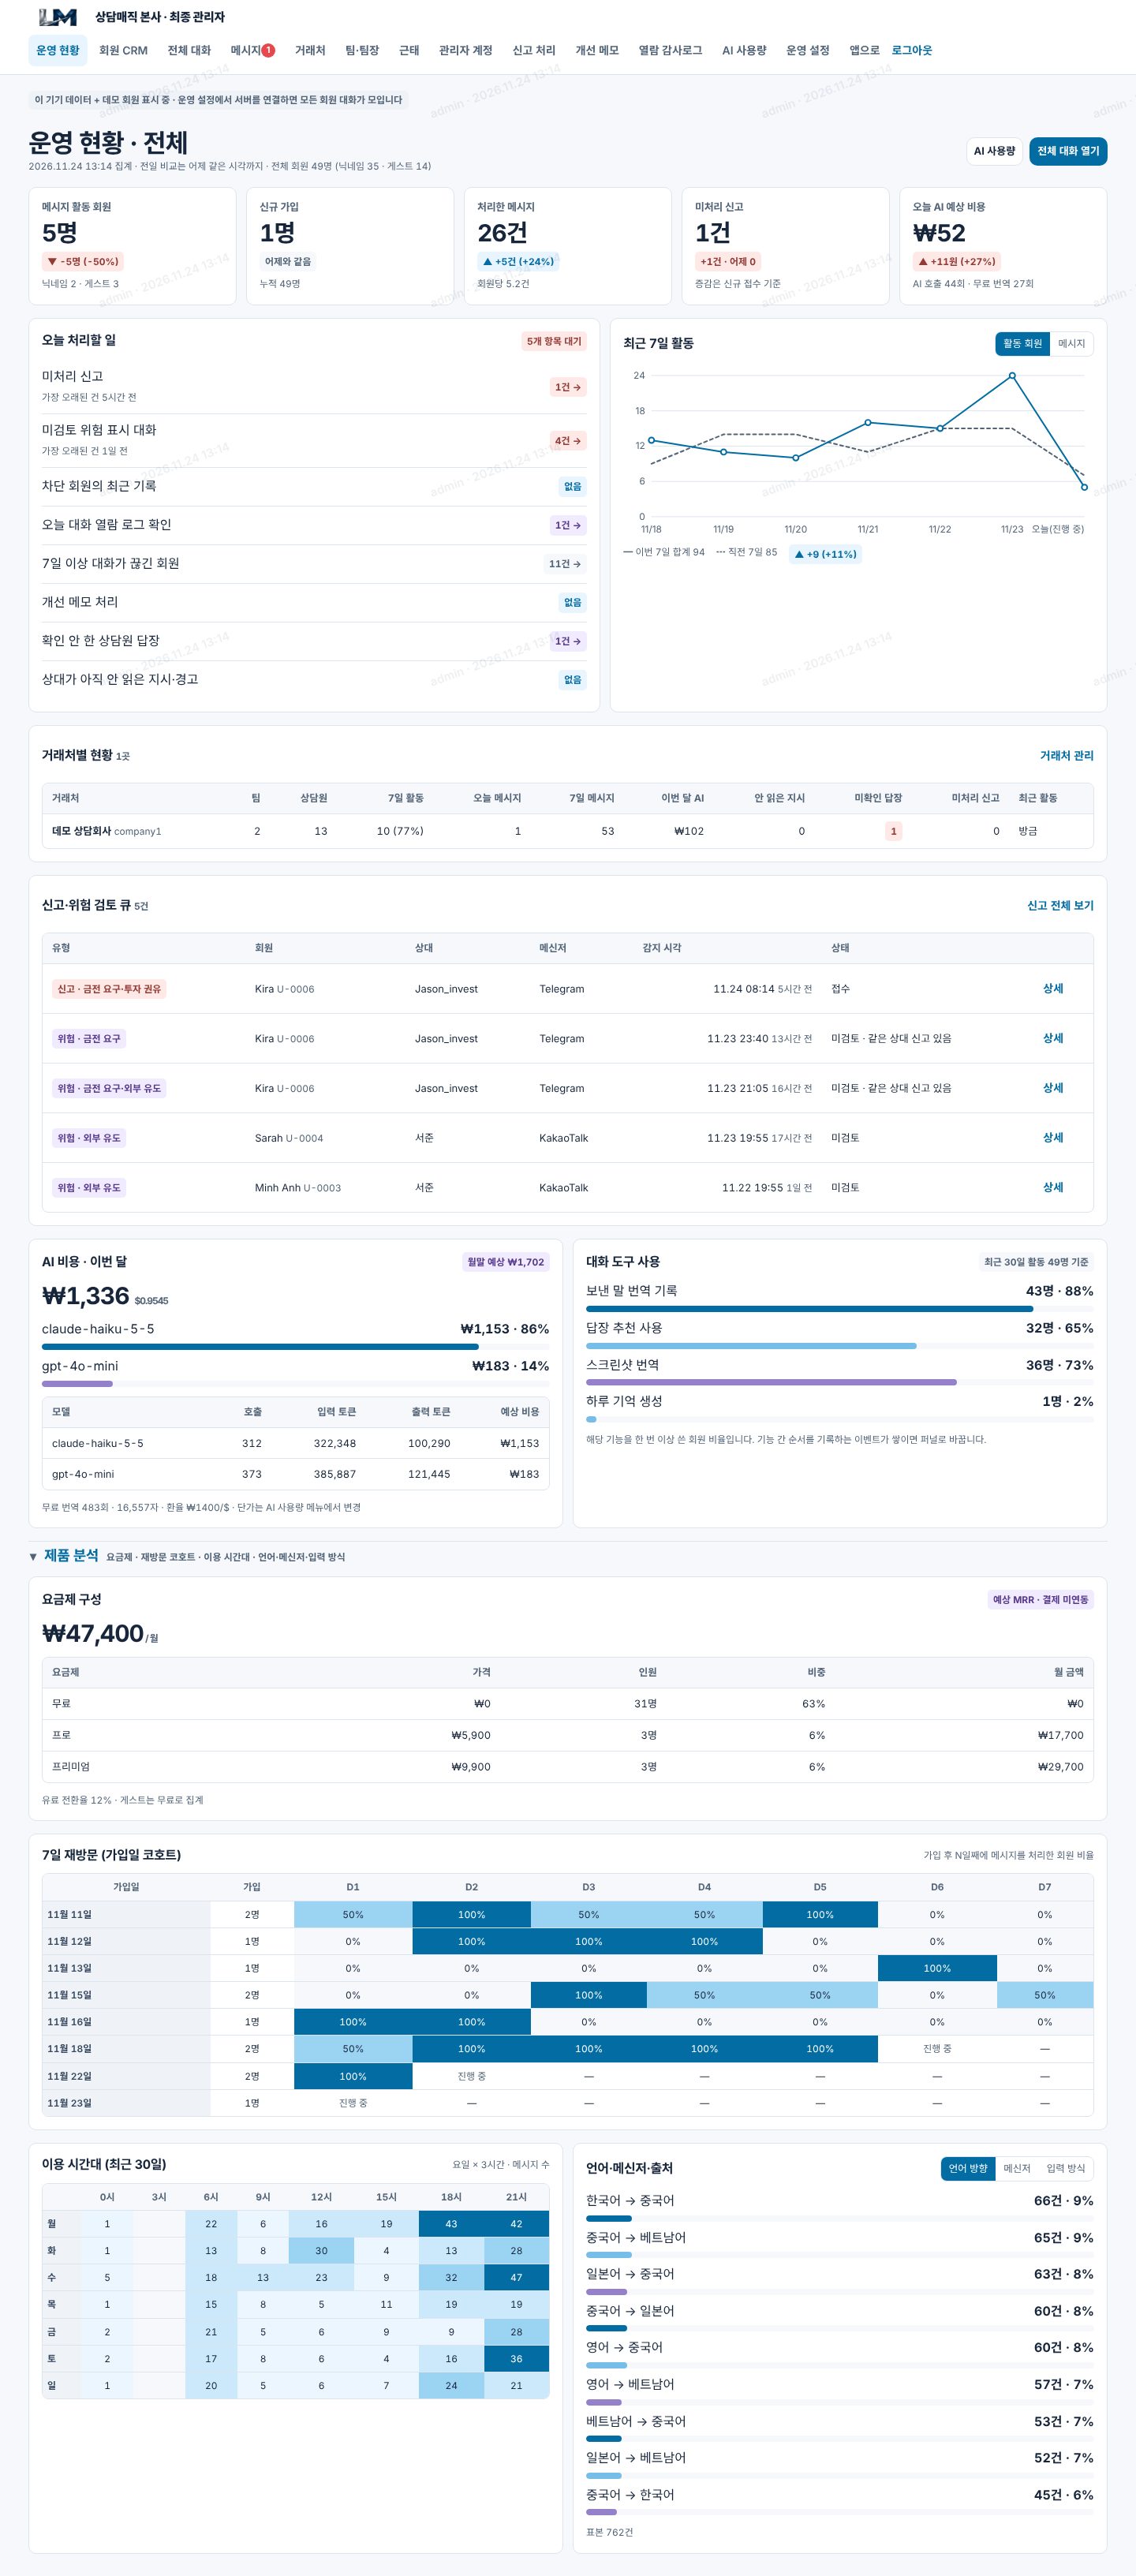 LM 상담매직 본사 · 최종 관리자
운영 현황 회원 CRM 전체 대화 메시지 1 거래처 팀·팀장 근태 관리자 계정 신고 처리 개선 메모 열람 감사로그 AI 사용량 운영 설정 앱으로 로그아웃
이 기기 데이터 + 데모 회원 표시 중 · 운영 설정에서 서버를 연결하면 모든 회원 대화가 모입니다
운영 현황 · 전체
2026.11.24 13:14 집계 · 전일 비교는 어제 같은 시각까지 · 전체 회원 49명 (닉네임 35 · 게스트 14)
AI 사용량 전체 대화 열기
메시지 활동 회원
5명
▼ -5명 (-50%)
닉네임 2 · 게스트 3
신규 가입
1명
어제와 같음
누적 49명
처리한 메시지
26건
▲ +5건 (+24%)
회원당 5.2건
미처리 신고
1건
+1건 · 어제 0
증감은 신규 접수 기준
오늘 AI 예상 비용
₩52
▲ +11원 (+27%)
AI 호출 44회 · 무료 번역 27회
오늘 처리할 일 5개 항목 대기
미처리 신고
가장 오래된 건 5시간 전
1건 →
미검토 위험 표시 대화
가장 오래된 건 1일 전
4건 →
차단 회원의 최근 기록 없음
오늘 대화 열람 로그 확인 1건 →
7일 이상 대화가 끊긴 회원 11건 →
개선 메모 처리 없음
확인 안 한 상담원 답장 1건 →
상대가 아직 안 읽은 지시·경고 없음
최근 7일 활동 활동 회원 메시지
24
18
12
6
0
11/18 11/19 11/20 11/21 11/22 11/23 오늘(진행 중)
— 이번 7일 합계 94 --- 직전 7일 85 ▲ +9 (+11%)
거래처별 현황 1곳 거래처 관리
거래처 팀 상담원 7일 활동 오늘 메시지 7일 메시지 이번 달 AI 안 읽은 지시 미확인 답장 미처리 신고 최근 활동
데모 상담회사 company1 2 13 10 (77%) 1 53 ₩102 0 1 0 방금
신고·위험 검토 큐 5건 신고 전체 보기
유형 회원 상대 메신저 감지 시각 상태
신고 · 금전 요구·투자 권유 Kira U-0006 Jason_invest Telegram 11.24 08:14 5시간 전 접수 상세
위험 · 금전 요구 Kira U-0006 Jason_invest Telegram 11.23 23:40 13시간 전 미검토 · 같은 상대 신고 있음 상세
위험 · 금전 요구·외부 유도 Kira U-0006 Jason_invest Telegram 11.23 21:05 16시간 전 미검토 · 같은 상대 신고 있음 상세
위험 · 외부 유도 Sarah U-0004 서준 KakaoTalk 11.23 19:55 17시간 전 미검토 상세
위험 · 외부 유도 Minh Anh U-0003 서준 KakaoTalk 11.22 19:55 1일 전 미검토 상세
AI 비용 · 이번 달 월말 예상 ₩1,702
₩1,336 $0.9545
claude-haiku-5-5 ₩1,153 · 86%
gpt-4o-mini ₩183 · 14%
모델 호출 입력 토큰 출력 토큰 예상 비용
claude-haiku-5-5 312 322,348 100,290 ₩1,153
gpt-4o-mini 373 385,887 121,445 ₩183
무료 번역 483회 · 16,557자 · 환율 ₩1400/$ · 단가는 AI 사용량 메뉴에서 변경
대화 도구 사용 최근 30일 활동 49명 기준
보낸 말 번역 기록 43명 · 88%
답장 추천 사용 32명 · 65%
스크린샷 번역 36명 · 73%
하루 기억 생성 1명 · 2%
해당 기능을 한 번 이상 쓴 회원 비율입니다. 기능 간 순서를 기록하는 이벤트가 쌓이면 퍼널로 바꿉니다.
▼ 제품 분석 요금제 · 재방문 코호트 · 이용 시간대 · 언어·메신저·입력 방식
요금제 구성 예상 MRR · 결제 미연동
₩47,400 /월
요금제 가격 인원 비중 월 금액
무료 ₩0 31명 63% ₩0
프로 ₩5,900 3명 6% ₩17,700
프리미엄 ₩9,900 3명 6% ₩29,700
유료 전환율 12% · 게스트는 무료로 집계
7일 재방문 (가입일 코호트) 가입 후 N일째에 메시지를 처리한 회원 비율
가입일 가입 D1 D2 D3 D4 D5 D6 D7
11월 11일 2명 50% 100% 50% 50% 100% 0% 0%
11월 12일 1명 0% 100% 100% 100% 0% 0% 0%
11월 13일 1명 0% 0% 0% 0% 0% 100% 0%
11월 15일 2명 0% 0% 100% 50% 50% 0% 50%
11월 16일 1명 100% 100% 0% 0% 0% 0% 0%
11월 18일 2명 50% 100% 100% 100% 100% 진행 중 —
11월 22일 2명 100% 진행 중 — — — — —
11월 23일 1명 진행 중 — — — — — —
이용 시간대 (최근 30일) 요일 × 3시간 · 메시지 수
0시 3시 6시 9시 12시 15시 18시 21시
월 1 22 6 16 19 43 42
화 1 13 8 30 4 13 28
수 5 18 13 23 9 32 47
목 1 15 8 5 11 19 19
금 2 21 5 6 9 9 28
토 2 17 8 6 4 16 36
일 1 20 5 6 7 24 21
언어·메신저·출처 언어 방향 메신저 입력 방식
한국어 → 중국어 66건 · 9%
중국어 → 베트남어 65건 · 9%
일본어 → 중국어 63건 · 8%
중국어 → 일본어 60건 · 8%
영어 → 중국어 60건 · 8%
영어 → 베트남어 57건 · 7%
베트남어 → 중국어 53건 · 7%
일본어 → 베트남어 52건 · 7%
중국어 → 한국어 45건 · 6%
표본 762건
admin · 2026.11.24 13:14